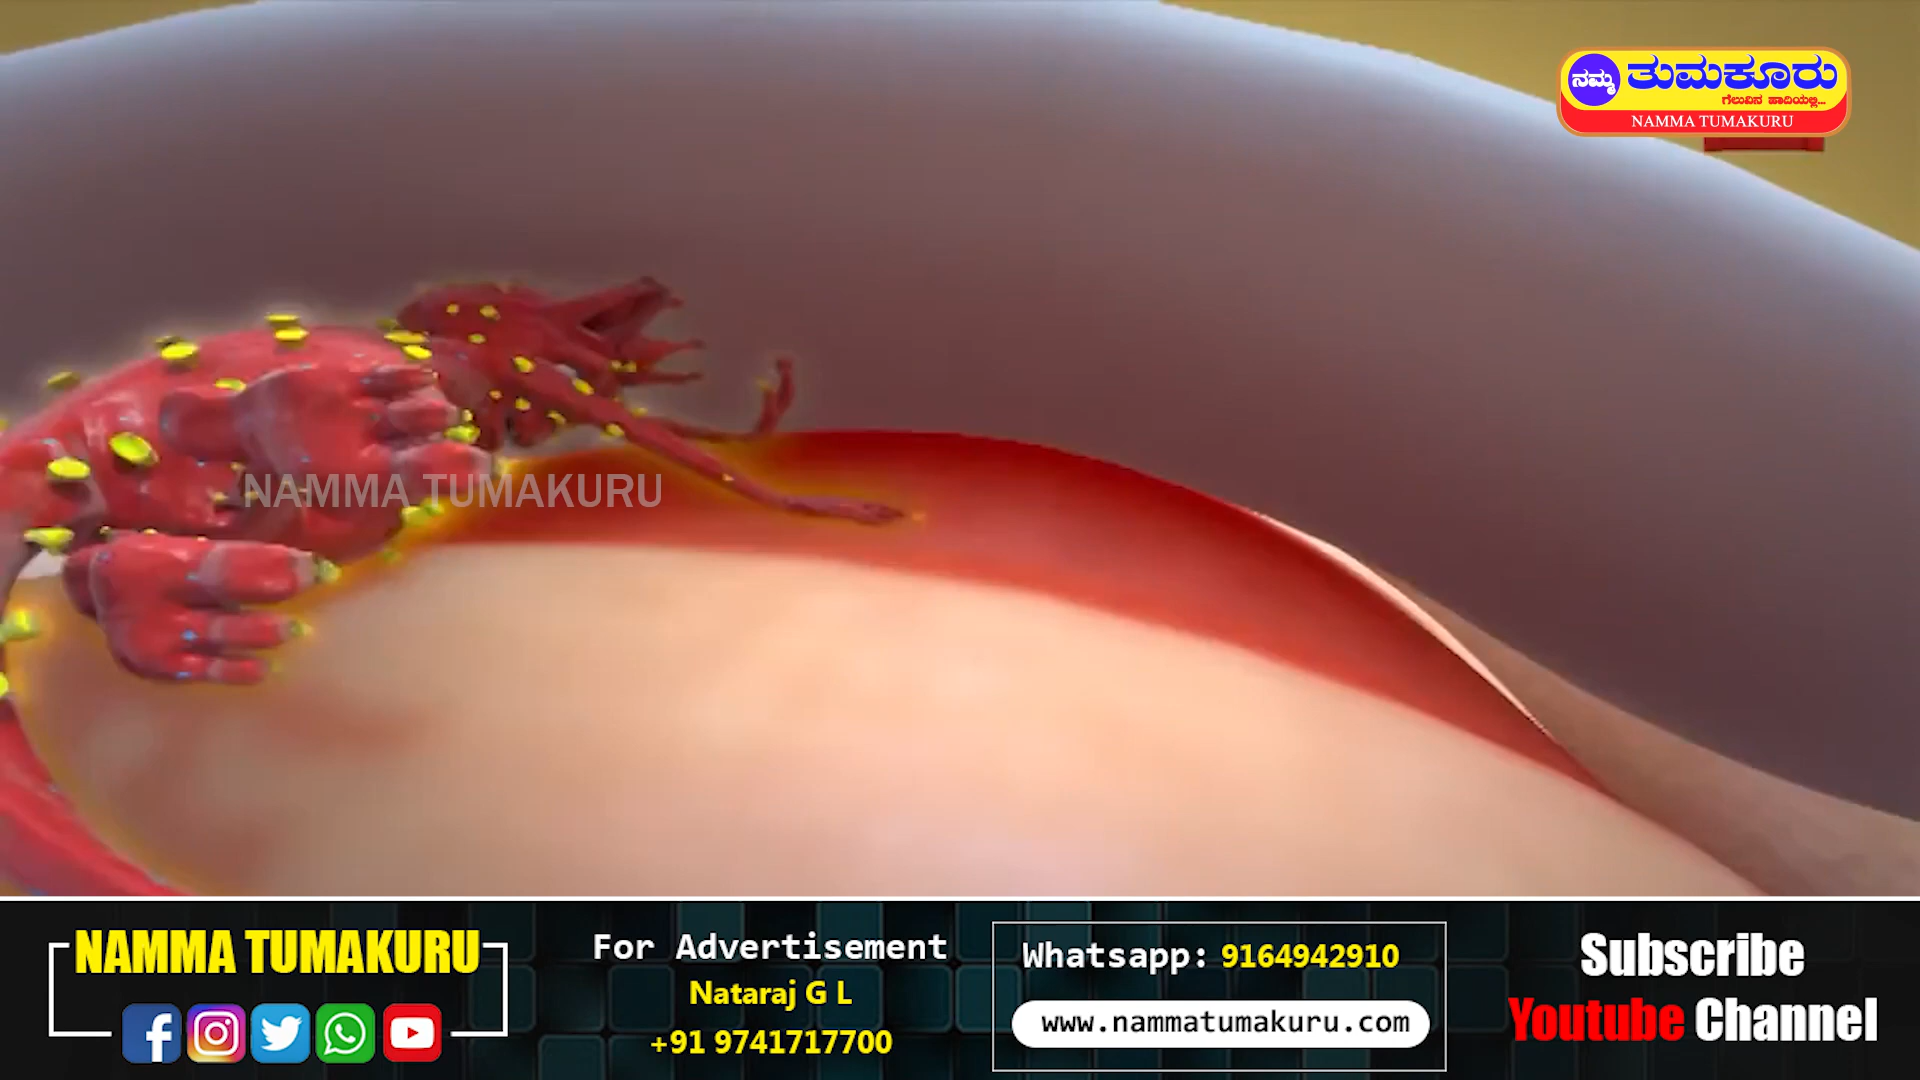 ನಮ್ಮ ತುಮಕೂರು
ಗೆಲುವಿನ ಹಾದಿಯಲ್ಲಿ...
NAMMA TUMAKURU
NAMMA TUMAKURU
NAMMA TUMAKURU
For Advertisement
Nataraj G L
+91 9741717700
Whatsapp: 9164942910
www.nammatumakuru.com
Subscribe
Youtube Channel